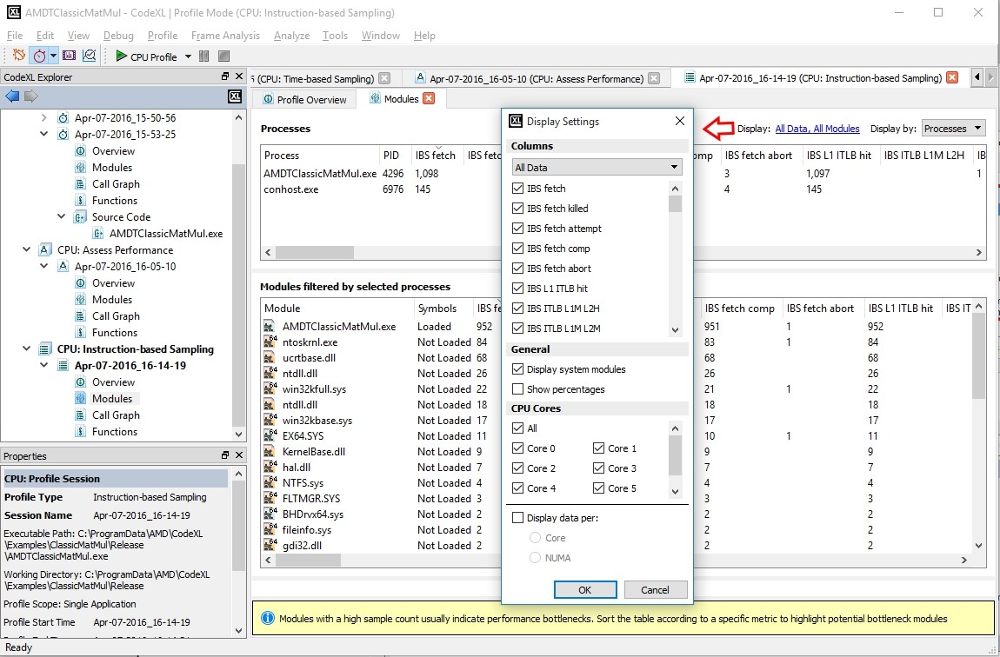 AMDTClassicMatMul - CodeXL | Profile Mode (CPU: Instruction-based Sampling)
File Edit View Debug Profile Frame Analysis Analyze Tools Window Help
CPU Profile
CodeXL Explorer
Apr-07-2016_15-50-56
Apr-07-2016_15-53-25
Overview
Modules
Call Graph
Functions
Source Code
AMDTClassicMatMul.exe
CPU: Assess Performance
Apr-07-2016_16-05-10
Overview
Modules
Call Graph
Functions
CPU: Instruction-based Sampling
Apr-07-2016_16-14-19
Overview
Modules
Call Graph
Functions
Properties
CPU: Profile Session
Profile Type Instruction-based Sampling
Session Name Apr-07-2016_16-14-19
Executable Path: C:\ProgramData\AMD\CodeXL
\Examples\ClassicMatMul\Release
\AMDTClassicMatMul.exe
Working Directory: C:\ProgramData\AMD\CodeXL
\Examples\ClassicMatMul\Release
Profile Scope: Single Application
Profile Start Time Apr-07-2016_16-14-19
Ready
(CPU: Time-based Sampling) Apr-07-2016_16-05-10 (CPU: Assess Performance) Apr-07-2016_16-14-19 (CPU: Instruction-based Sampling)
Profile Overview Modules
Processes Display: All Data, All Modules Display by: Processes
Process PID IBS fetch IBS fetc omp IBS fetch abort IBS L1 ITLB hit IBS ITLB L1M L2H IB
AMDTClassicMatMul.exe 4296 1,098 3 1,097 1
conhost.exe 6976 145 4 145
Modules filtered by selected processes
Module Symbols IBS fe IBS fetch comp IBS fetch abort IBS L1 ITLB hit IBS IT
AMDTClassicMatMul.exe Loaded 952 951 1 952
64 ntoskrnl.exe Not Loaded 84 83 1 84
64 ucrtbase.dll Not Loaded 68 68 68
64 ntdll.dll Not Loaded 26 26 26
64 win32kfull.sys Not Loaded 22 21 1 22
64 ntdll.dll Not Loaded 18 18 18
64 win32kbase.sys Not Loaded 17 17 17
64 EX64.SYS Not Loaded 11 10 1 11
64 KernelBase.dll Not Loaded 9 9 9
64 hal.dll Not Loaded 7 7 7
64 NTFS.sys Not Loaded 4 4 4
64 FLTMGR.SYS Not Loaded 3 3 3
64 BHDrvx64.sys Not Loaded 2 2 2
64 fileinfo.sys Not Loaded 2 2 2
64 gdi32.dll Not Loaded 2 2 2
Modules with a high sample count usually indicate performance bottlenecks. Sort the table according to a specific metric to highlight potential bottleneck modules
XL Display Settings
Columns
All Data
IBS fetch
IBS fetch killed
IBS fetch attempt
IBS fetch comp
IBS fetch abort
IBS L1 ITLB hit
IBS ITLB L1M L2H
IBS ITLB L1M L2M
General
Display system modules
Show percentages
CPU Cores
All
Core 0 Core 1
Core 2 Core 3
Core 4 Core 5
Display data per:
Core
NUMA
OK Cancel